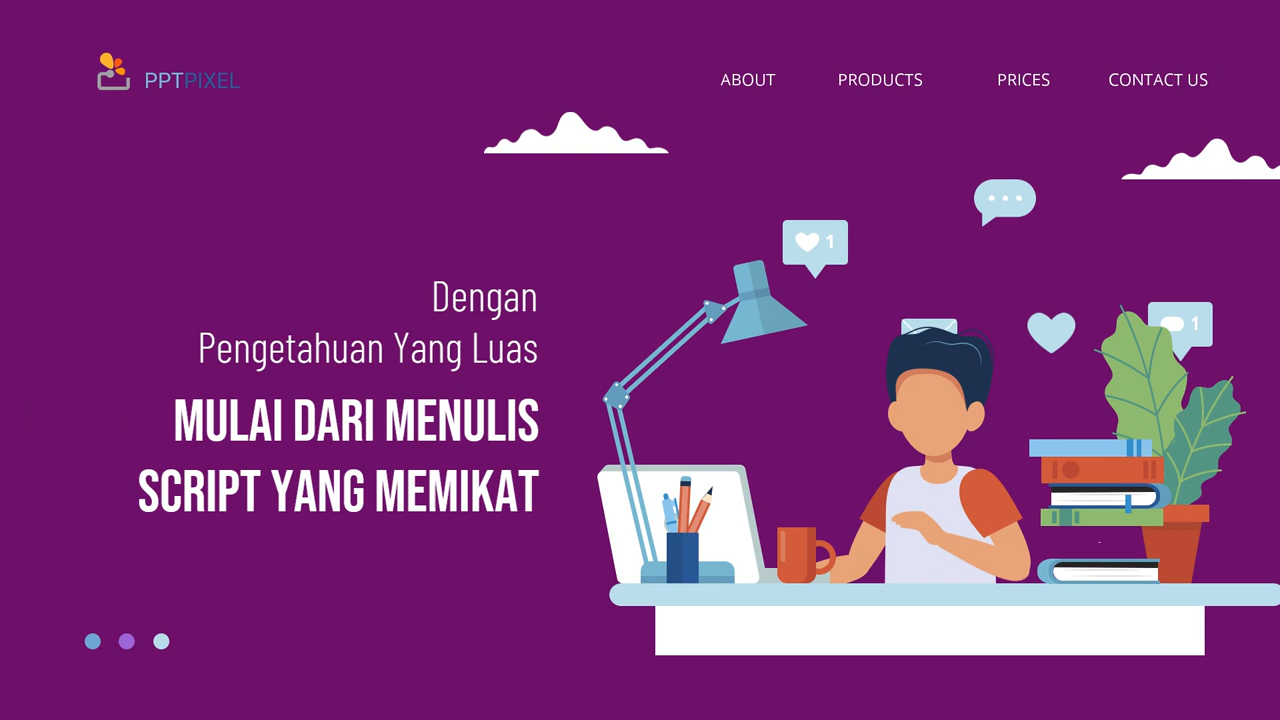 PPTPIXEL
ABOUT PRODUCTS PRICES CONTACT US
1
1
Dengan
Pengetahuan Yang Luas
MULAI DARI MENULIS
SCRIPT YANG MEMIKAT